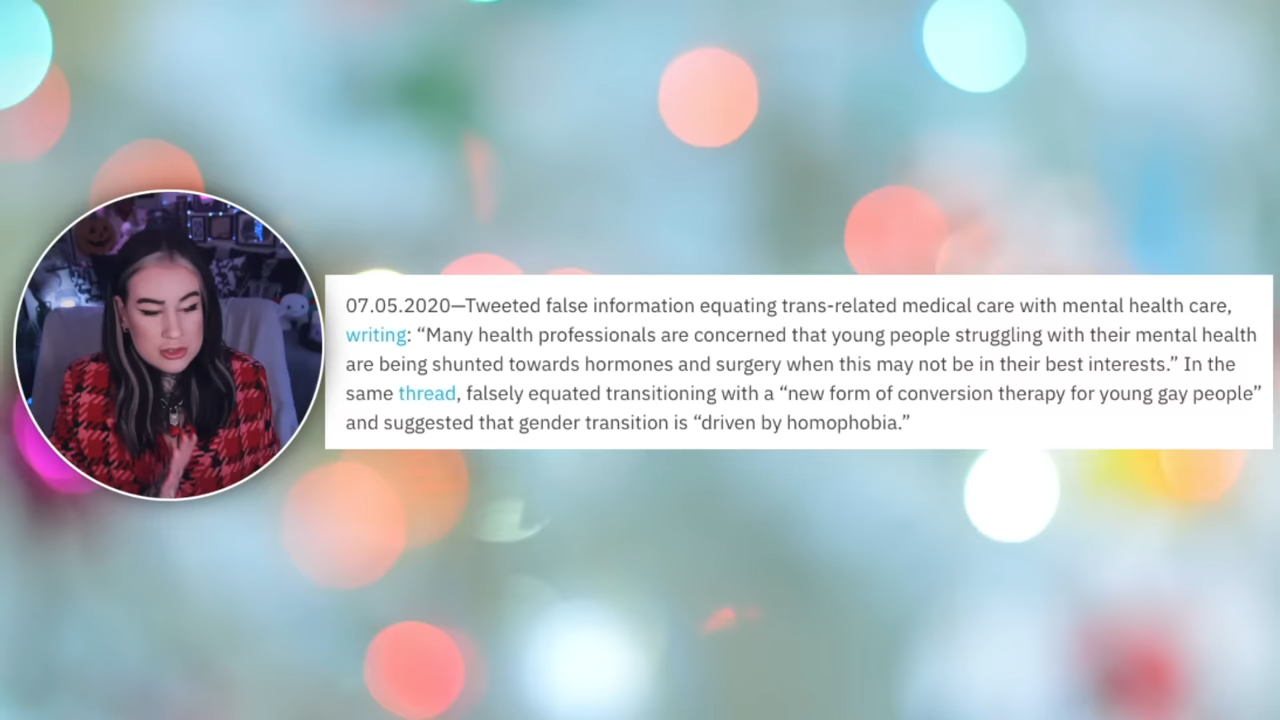 07.05.2020—Tweeted false information equating trans-related medical care with mental health care,
writing: “Many health professionals are concerned that young people struggling with their mental health
are being shunted towards hormones and surgery when this may not be in their best interests.” In the
same thread, falsely equated transitioning with a “new form of conversion therapy for young gay people”
and suggested that gender transition is “driven by homophobia.”